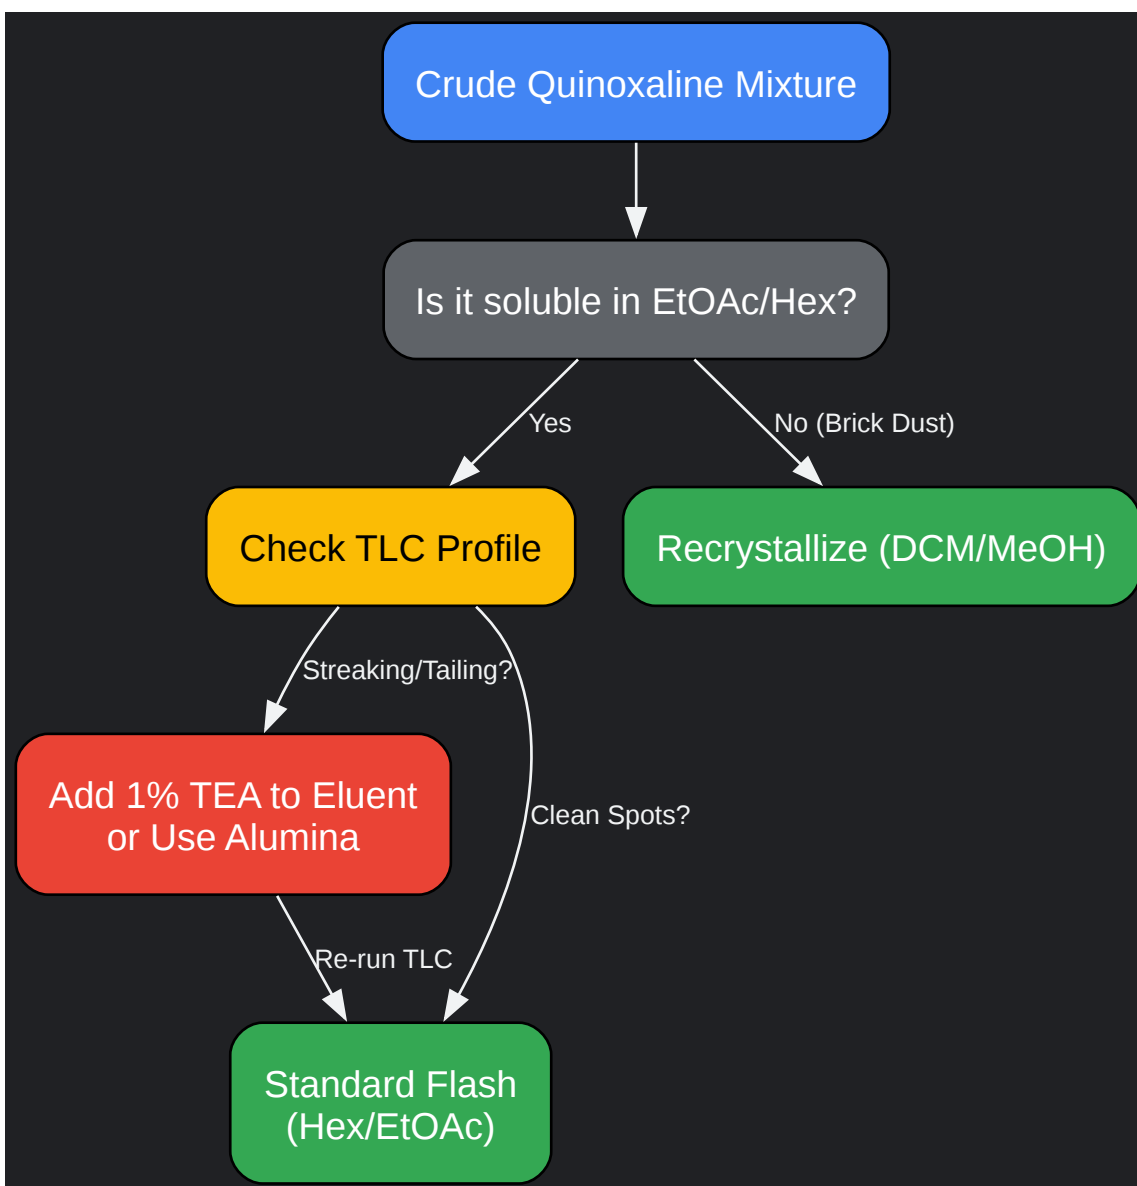 Crude Quinoxaline Mixture
Is it soluble in EtOAc/Hex?
Yes
No (Brick Dust)
Check TLC Profile
Recrystallize (DCM/MeOH)
Streaking/Tailing?
Add 1% TEA to Eluent
or Use Alumina
Clean Spots?
Re-run TLC
Standard Flash
(Hex/EtOAc)